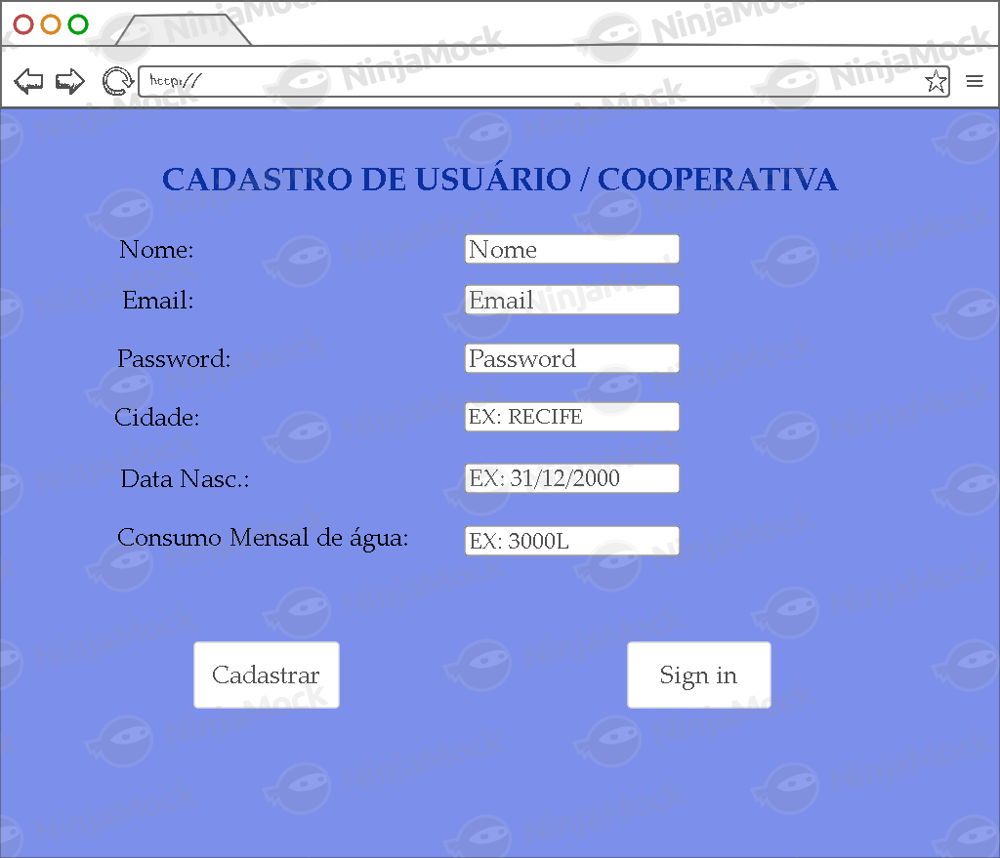 NinjaMock
http://
CADASTRO DE USUÁRIO / COOPERATIVA
Nome:
Nome
Email:
Email
Password:
Password
Cidade:
EX: RECIFE
Data Nasc.:
EX: 31/12/2000
Consumo Mensal de água:
EX: 3000L
Cadastrar
Sign in